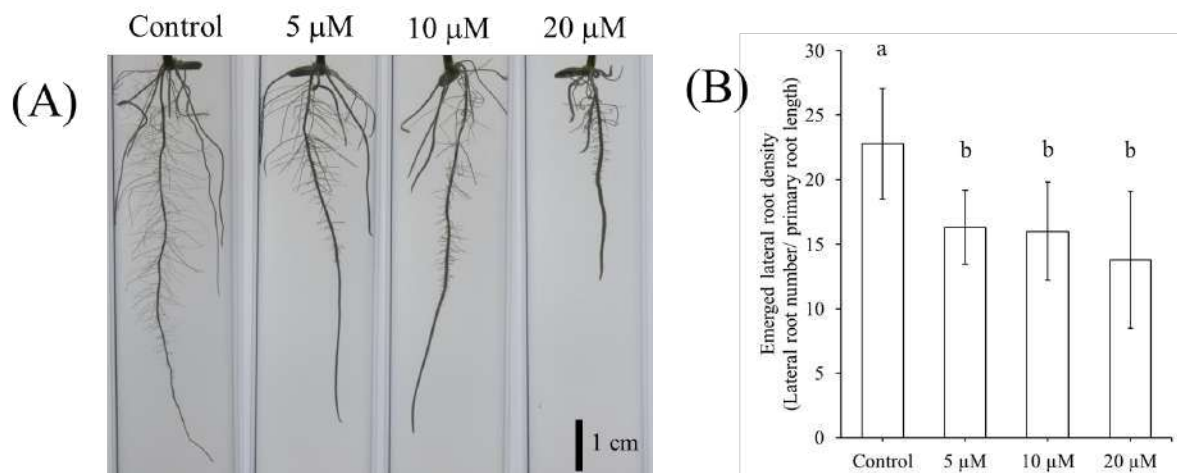 Control 5 μM 10 μM 20 μM
(A)
1 cm
(B)
Emerged lateral root density
(Lateral root number/ primary root length)
30
25
20
15
10
5
0
a
b
b
b
Control 5 μM 10 μM 20 μM